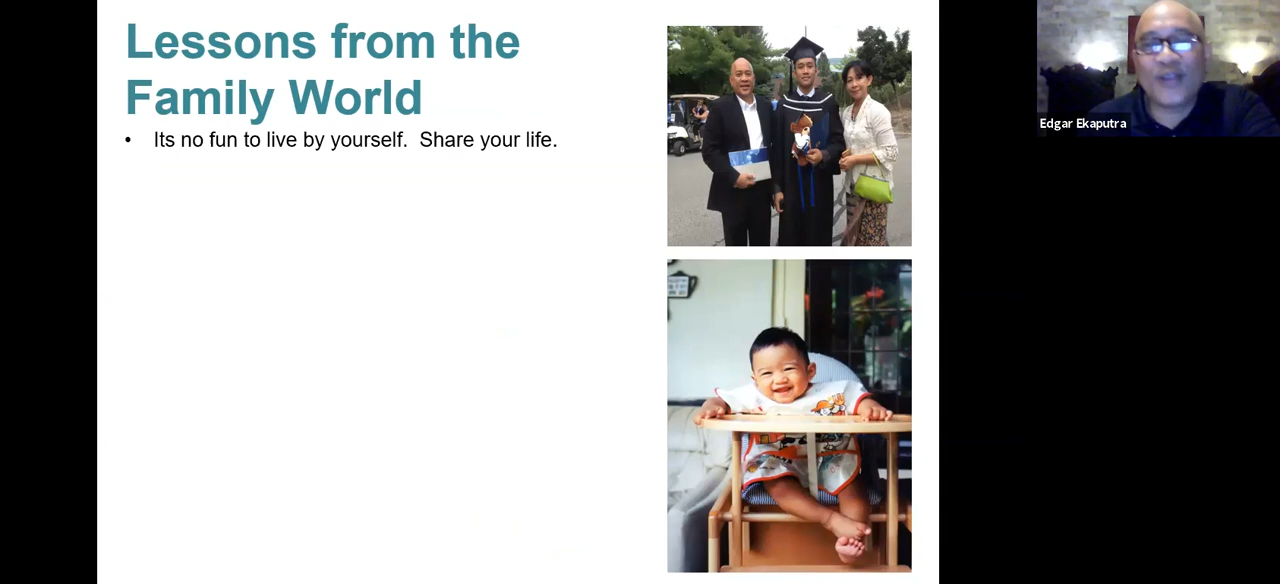 Lessons from the
Family World
• Its no fun to live by yourself.  Share your life.
Edgar Ekaputra